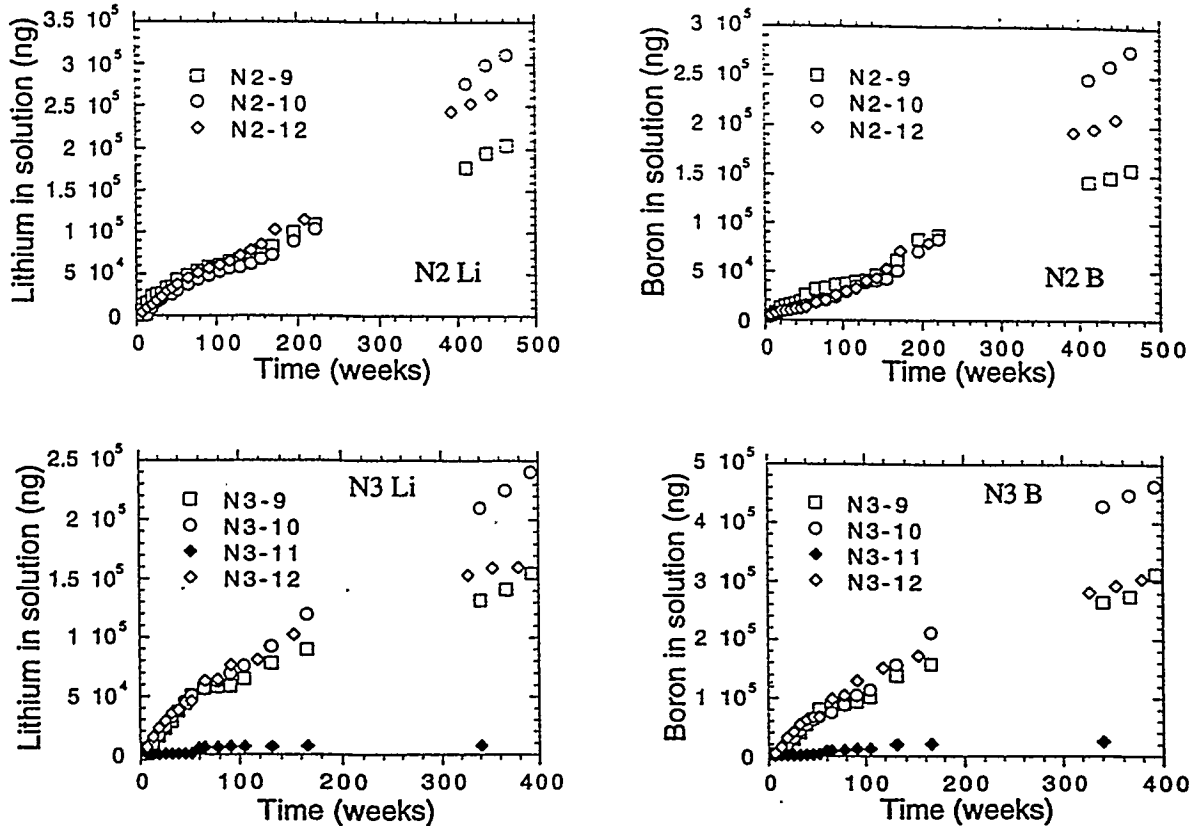 Lithium in solution (ng)
3.5 10⁵
3 10⁵
2.5 10⁵
2 10⁵
1.5 10⁵
1 10⁵
5 10⁴
0
N2-9
N2-10
N2-12
N2 Li
0 100 200 300 400 500
Time (weeks)
Boron in solution (ng)
3 10⁵
2.5 10⁵
2 10⁵
1.5 10⁵
1 10⁵
5 10⁴
0
N2-9
N2-10
N2-12
N2 B
0 100 200 300 400 500
Time (weeks)
Lithium in solution (ng)
2.5 10⁵
2 10⁵
1.5 10⁵
1 10⁵
5 10⁴
0
N3 Li
N3-9
N3-10
N3-11
N3-12
0 100 200 300 400
Time (weeks)
Boron in solution (ng)
5 10⁵
4 10⁵
3 10⁵
2 10⁵
1 10⁵
0
N3 B
N3-9
N3-10
N3-11
N3-12
0 100 200 300 400
Time (weeks)